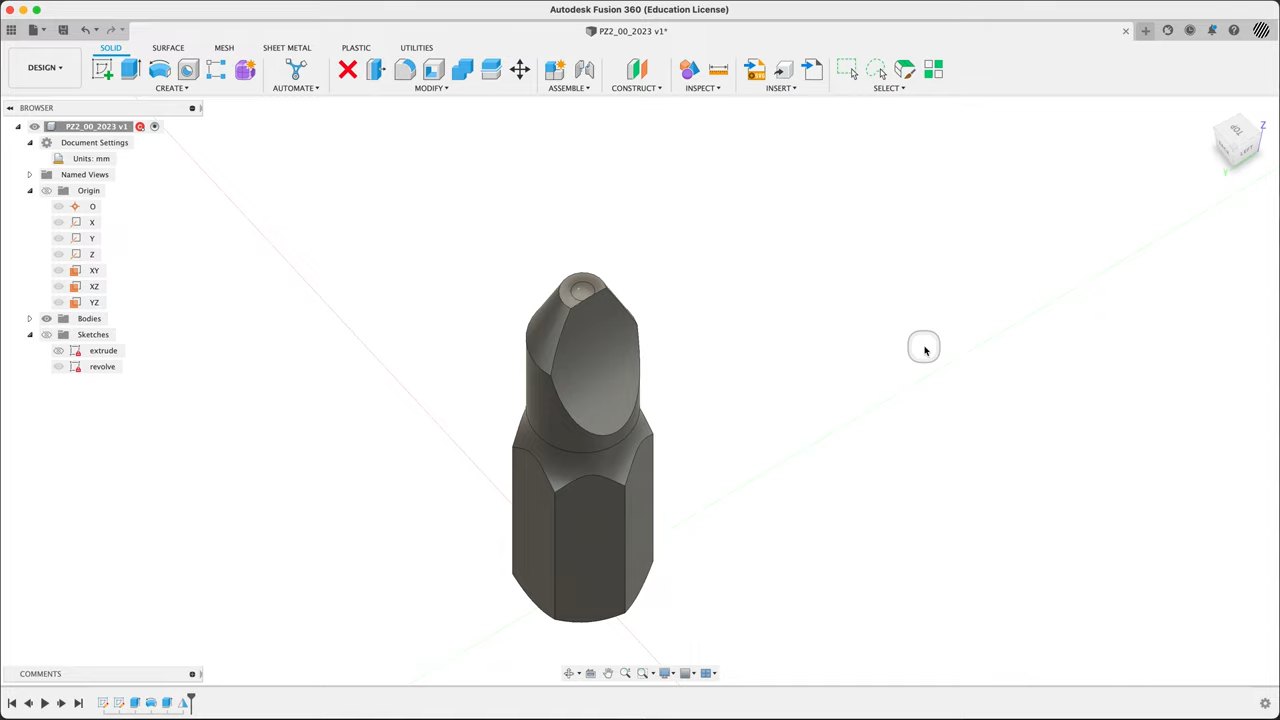 Autodesk Fusion 360 (Education License)
PZ2_00_2023 v1*
DESIGN
SOLID SURFACE MESH SHEET METAL PLASTIC UTILITIES
CREATE AUTOMATE MODIFY ASSEMBLE CONSTRUCT INSPECT INSERT SELECT
BROWSER
PZ2_00_2023 v1
Document Settings
Units: mm
Named Views
Origin
O
X
Y
Z
XY
XZ
YZ
Bodies
Sketches
extrude
revolve
TOP
LEFT
Z
Y
COMMENTS